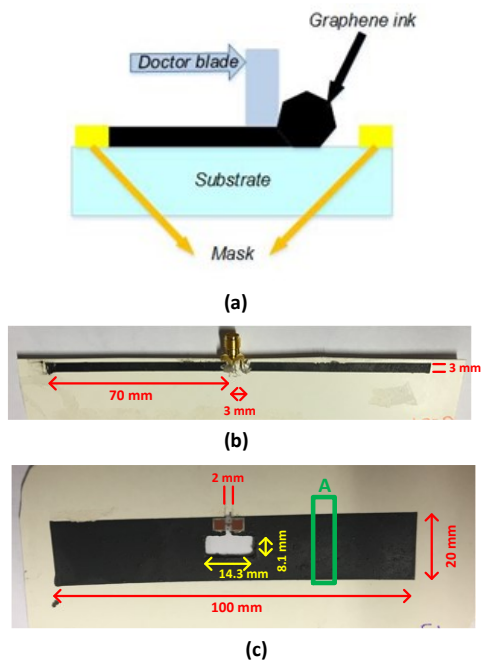 Graphene ink
Doctor blade
Substrate
Mask
(a)
70 mm
3 mm
3 mm
(b)
2 mm
A
8.1 mm
14.3 mm
20 mm
100 mm
(c)